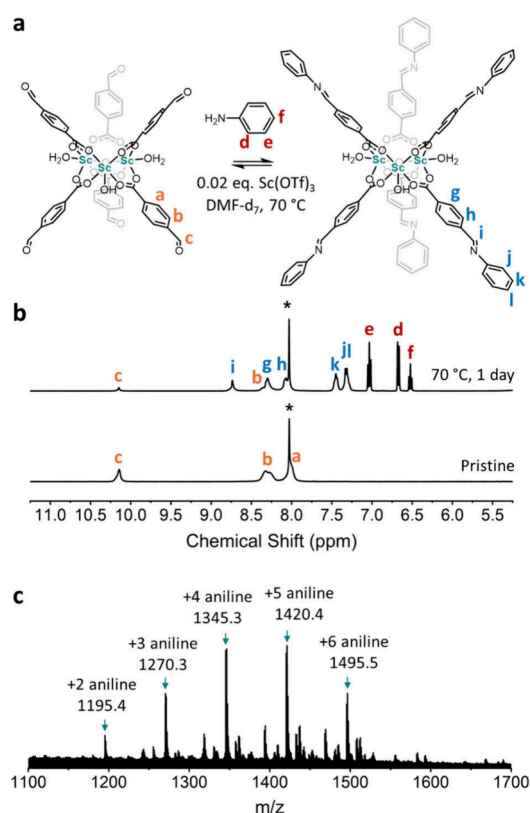 a
O
O
O
O
O
O
N
N
N
N
N
N
H₂N
f
d
e
H₂O
Sc
Sc
Sc
OH₂
OH
0.02 eq. Sc(OTf)₃
DMF-d₇, 70 °C
H₂O
Sc
Sc
Sc
OH₂
OH
a
b
c
g
h
i
j
k
l
b
*
c
i
b
g
h
k
jl
e
d
f
70 °C, 1 day
*
c
b
a
Pristine
11.0 10.5 10.0 9.5 9.0 8.5 8.0 7.5 7.0 6.5 6.0 5.5
Chemical Shift (ppm)
c
+2 aniline
1195.4
+3 aniline
1270.3
+4 aniline
1345.3
+5 aniline
1420.4
+6 aniline
1495.5
1100 1200 1300 1400 1500 1600 1700
m/z